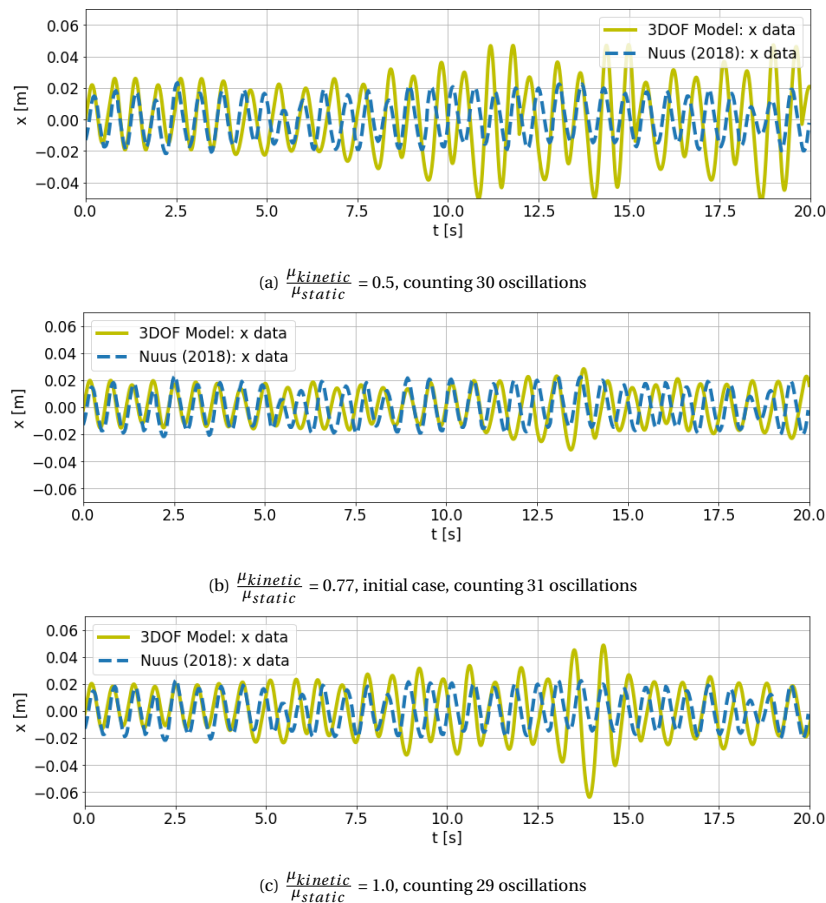 0.06
0.04
0.02
0.00
−0.02
−0.04
x [m]
3DOF Model: x data
Nuus (2018): x data
0.0 2.5 5.0 7.5 10.0 12.5 15.0 17.5 20.0
t [s]
(a) μkinetic/μstatic = 0.5, counting 30 oscillations
0.06
0.04
0.02
0.00
−0.02
−0.04
−0.06
x [m]
3DOF Model: x data
Nuus (2018): x data
0.0 2.5 5.0 7.5 10.0 12.5 15.0 17.5 20.0
t [s]
(b) μkinetic/μstatic = 0.77, initial case, counting 31 oscillations
0.06
0.04
0.02
0.00
−0.02
−0.04
−0.06
x [m]
3DOF Model: x data
Nuus (2018): x data
0.0 2.5 5.0 7.5 10.0 12.5 15.0 17.5 20.0
t [s]
(c) μkinetic/μstatic = 1.0, counting 29 oscillations